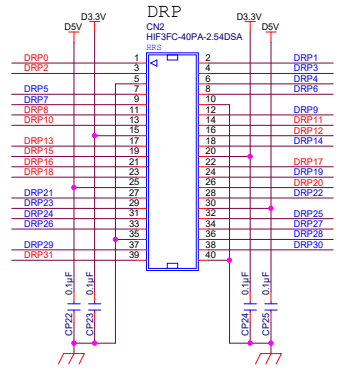 DRP
CN2
HIF3FC-40PA-2.54DSA
HRS
D5V D3.3V D3.3V D5V
DRP0 1 2 DRP1
DRP2 3 4 DRP3
5 6 DRP4
DRP5 7 8 DRP6
DRP7 9 10
DRP8 11 12 DRP9
DRP10 13 14 DRP11
15 16 DRP12
DRP13 17 18 DRP14
DRP15 19 20
DRP16 21 22 DRP17
DRP18 23 24 DRP19
25 26 DRP20
DRP21 27 28 DRP22
DRP23 29 30
DRP24 31 32 DRP25
DRP26 33 34 DRP27
35 36 DRP28
DRP29 37 38 DRP30
DRP31 39 40
CP22 0.1µF
CP23 0.1µF
CP24 0.1µF
CP25 0.1µF